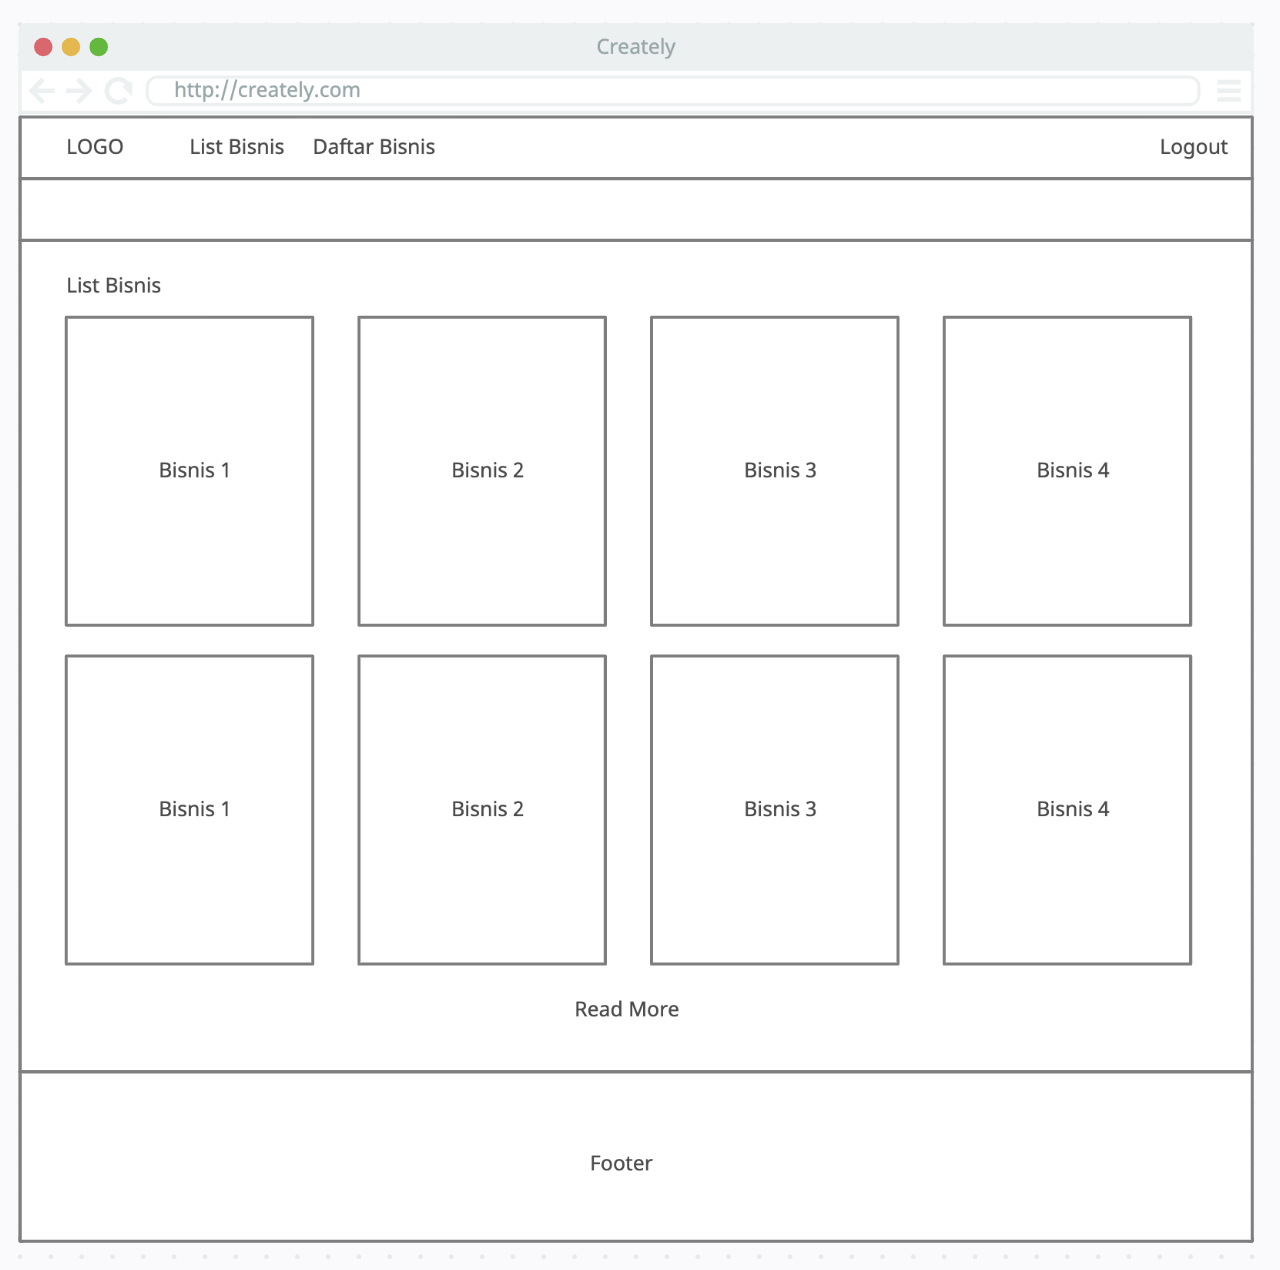 Creately
http://creately.com
LOGO List Bisnis Daftar Bisnis Logout
List Bisnis
Bisnis 1 Bisnis 2 Bisnis 3 Bisnis 4
Bisnis 1 Bisnis 2 Bisnis 3 Bisnis 4
Read More
Footer